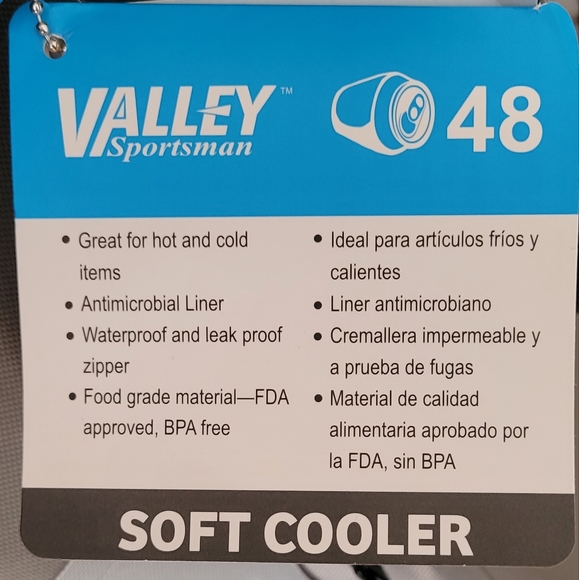 VALLEY™
Sportsman
48
• Great for hot and cold
items
• Antimicrobial Liner
• Waterproof and leak proof
zipper
• Food grade material—FDA
approved, BPA free
• Ideal para artículos fríos y
calientes
• Liner antimicrobiano
• Cremallera impermeable y
a prueba de fugas
• Material de calidad
alimentaria aprobado por
la FDA, sin BPA
SOFT COOLER